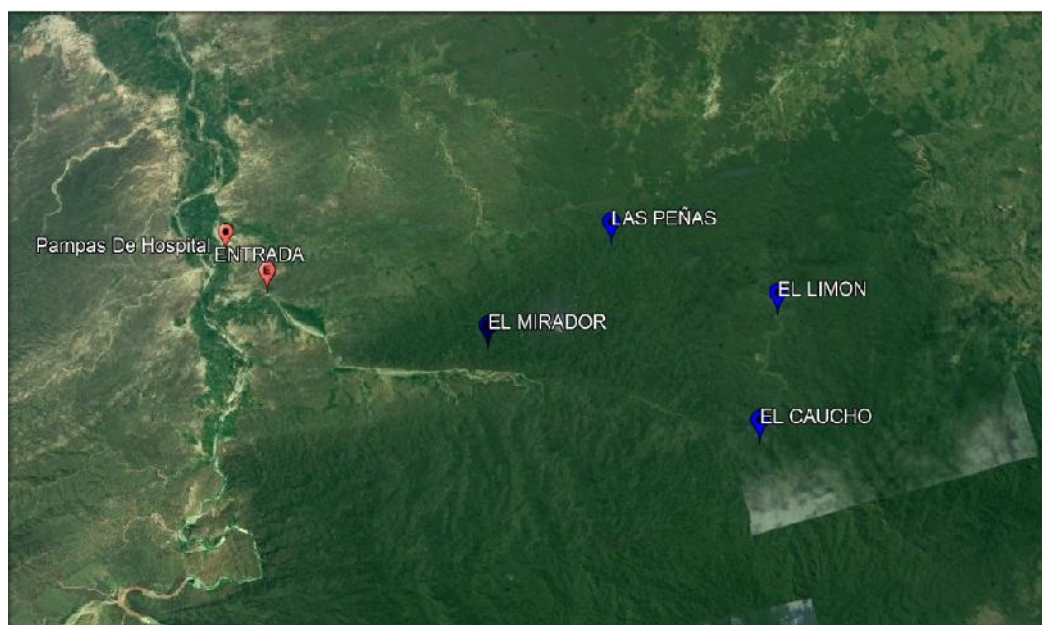 LAS PEÑAS
Pampas De Hospital
ENTRADA
E
EL LIMON
EL MIRADOR
EL CAUCHO